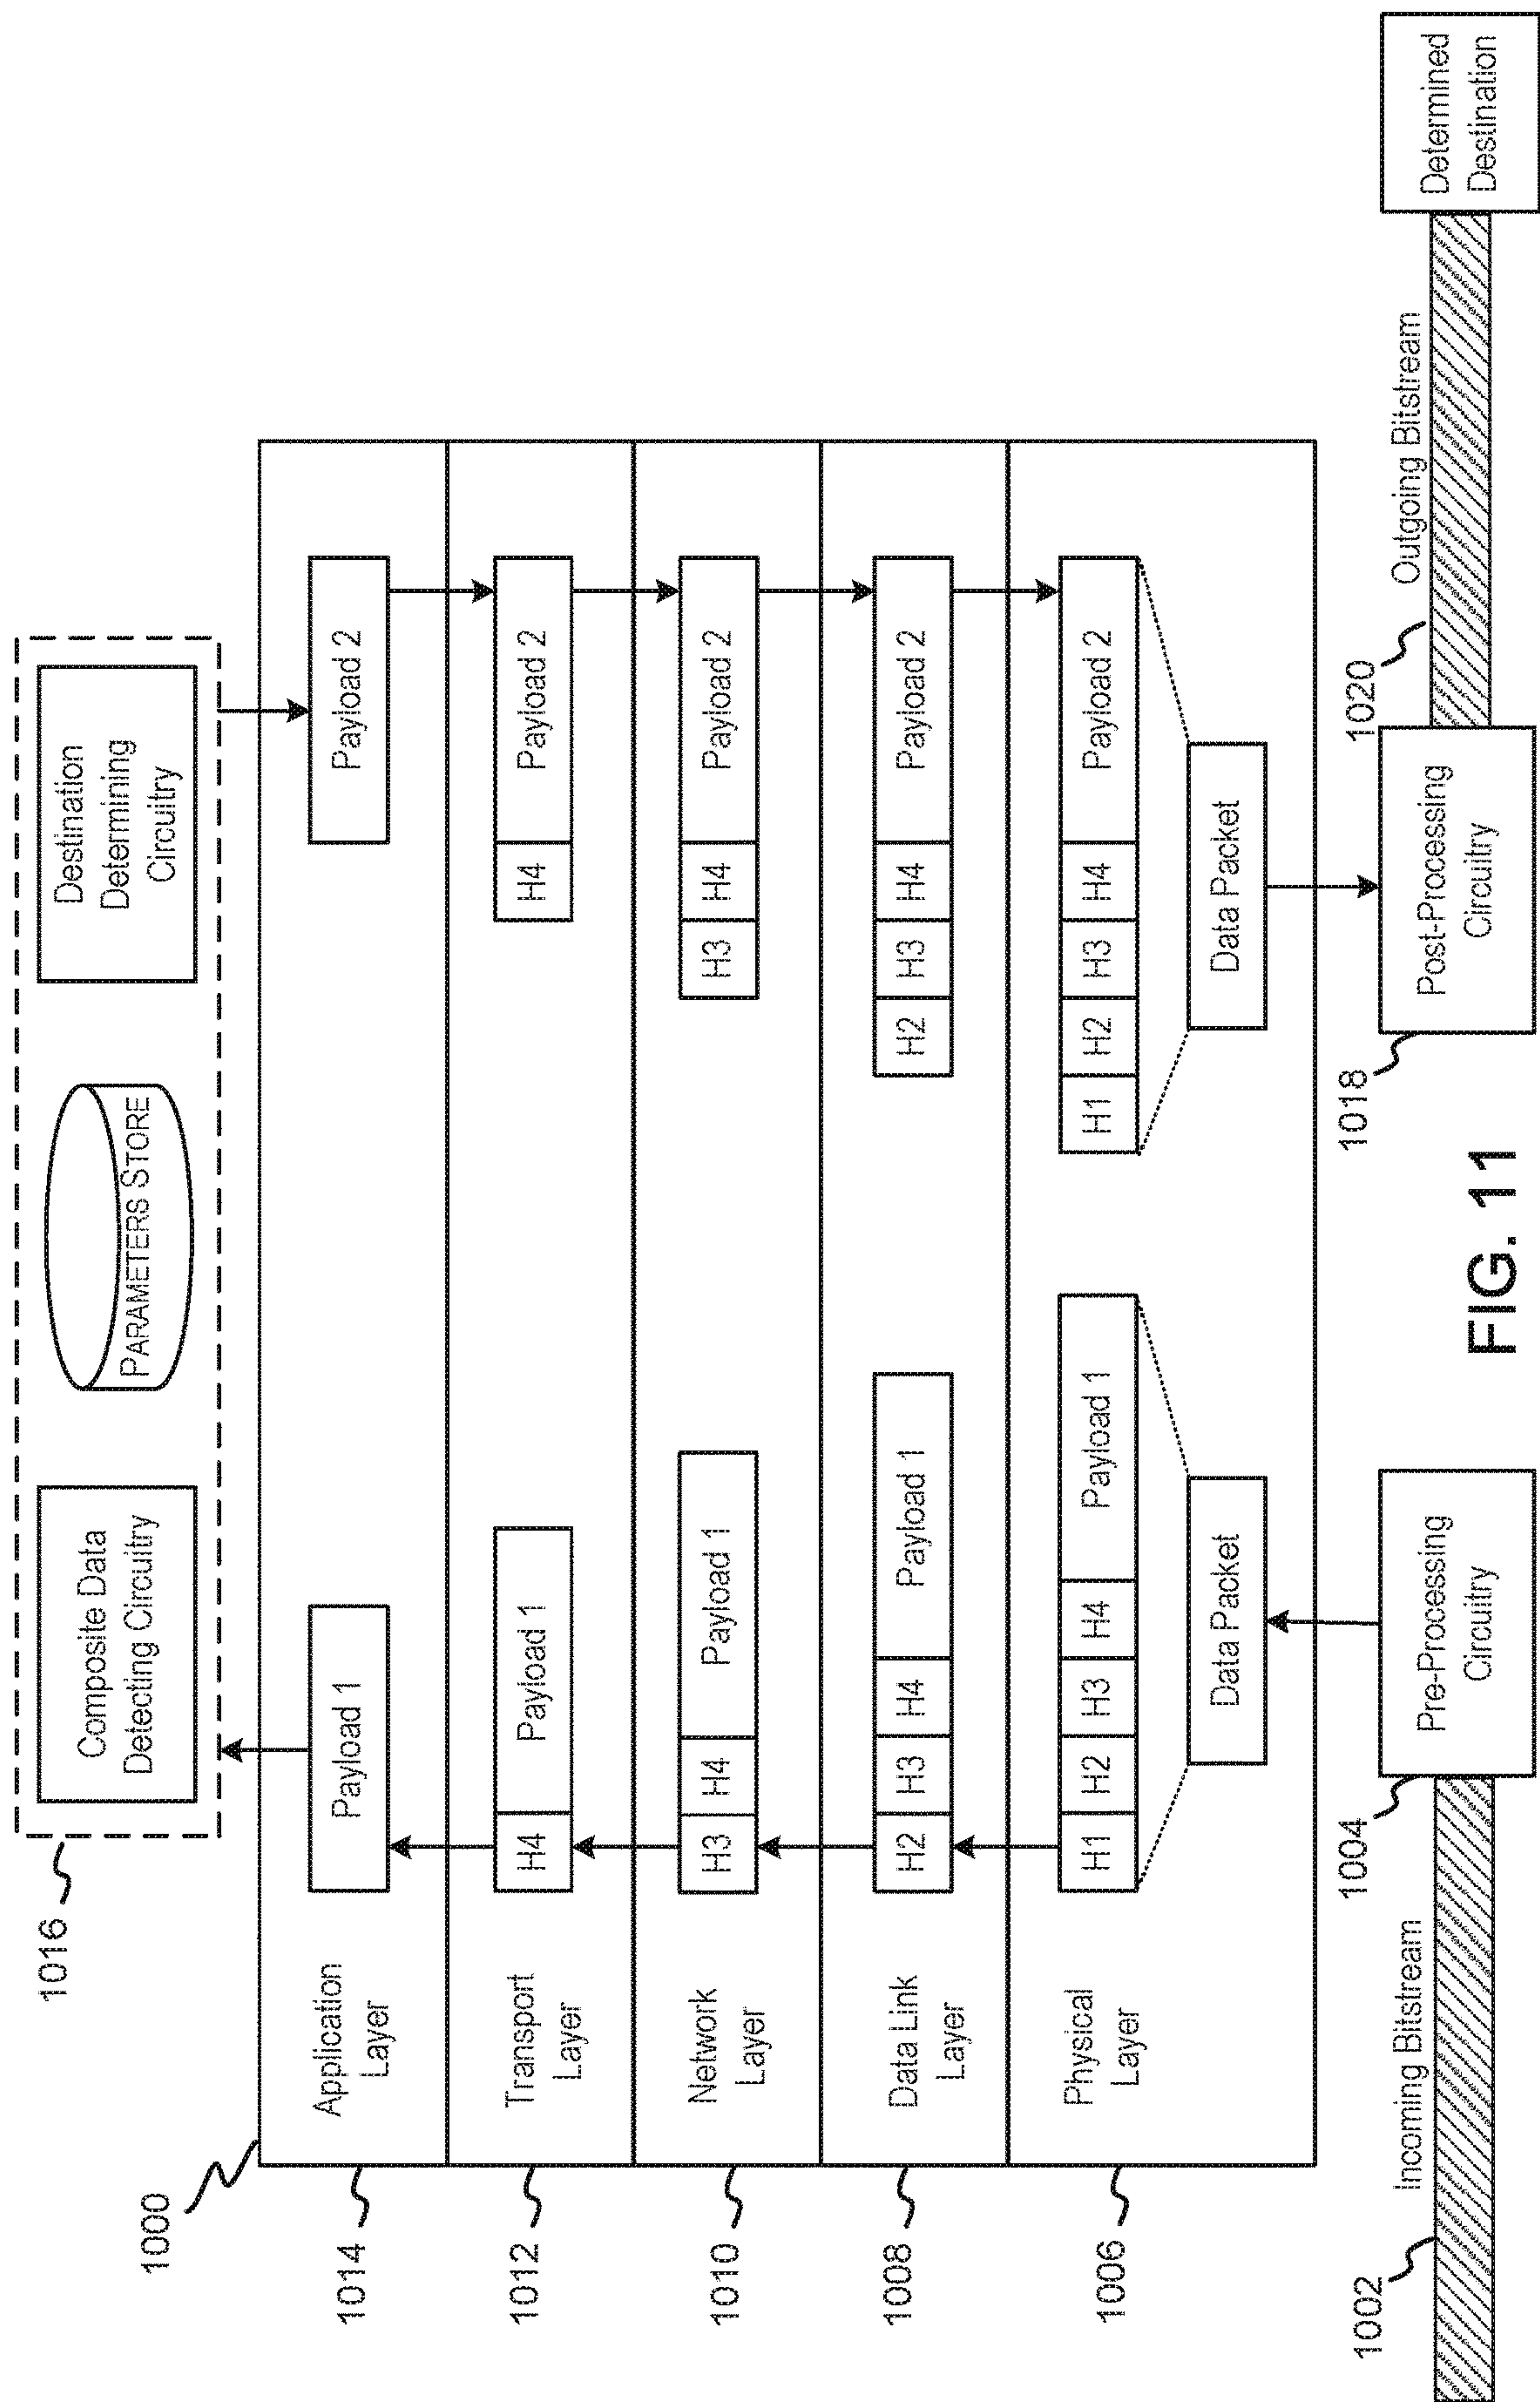 1016
Composite Data
Detecting Circuitry
PARAMETERS STORE
Destination
Determining
Circuitry
1000
1014
Application
Layer
Payload 1
Payload 2
1012
Transport
Layer
H4
Payload 1
H4
Payload 2
1010
Network
Layer
H3
H4
Payload 1
H3
H4
Payload 2
1008
Data Link
Layer
H2
H3
H4
Payload 1
H2
H3
H4
Payload 2
1006
Physical
Layer
H1
H2
H3
H4
Payload 1
H1
H2
H3
H4
Payload 2
Data Packet
Data Packet
1002
Incoming Bitstream
1004
Pre-Processing
Circuitry
1018
Post-Processing
Circuitry
1020
Outgoing Bitstream
Determined
Destination
FIG. 11